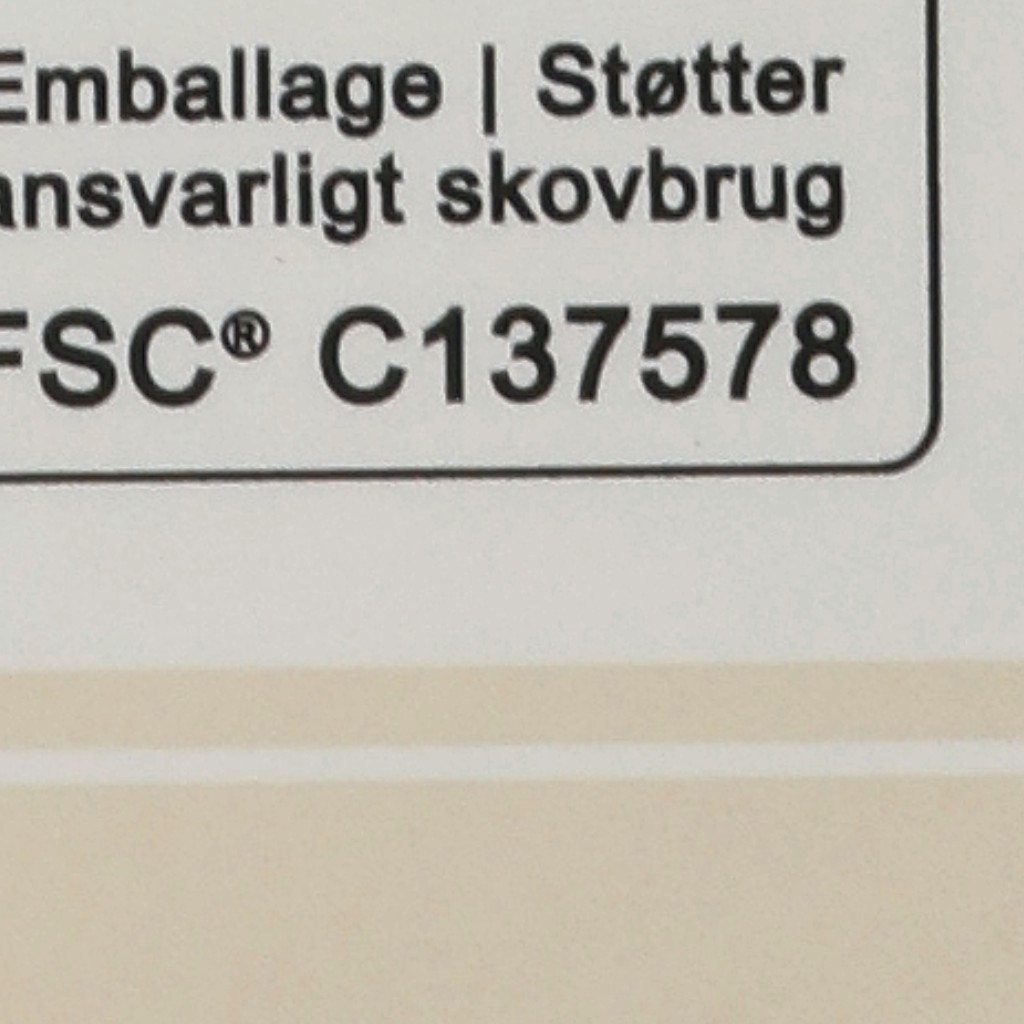 Emballage | Støtter
ansvarligt skovbrug
FSC® C137578